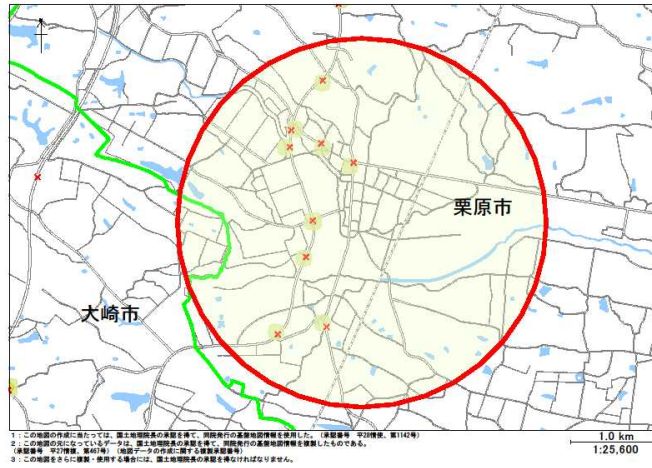 栗原市
大崎市
1:この地図の作成に当たっては、国土地理院長の承認を得て、同院発行の基盤地図情報を使用した。(承認番号 平28情使、第1142号)
2:この地図の元になっているデータは、国土地理院長の承認を得て、同院発行の基盤地図情報を複製したものである。
(承認番号 平27情複、第467号)(地図データの作成に関する複製承認番号)
3:この地図をさらに複製・使用する場合には、国土地理院長の承認を得なければなりません。
1.0 km
1:25,600